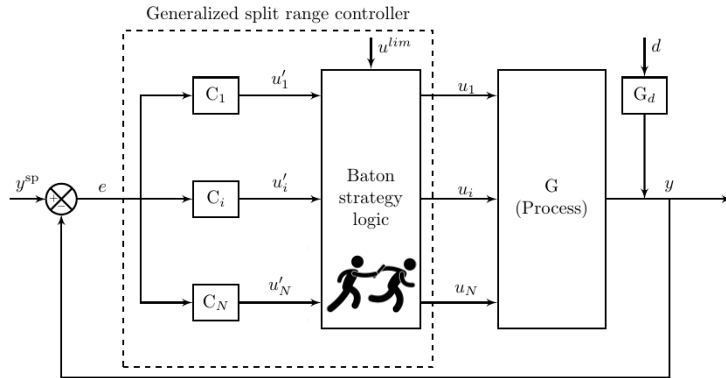 Generalized split range controller
u^{lim}
d
C_1
u'_1
u_1
G_d
y^{sp}
+
−
e
C_i
u'_i
Baton
strategy
logic
u_i
G
(Process)
y
C_N
u'_N
u_N